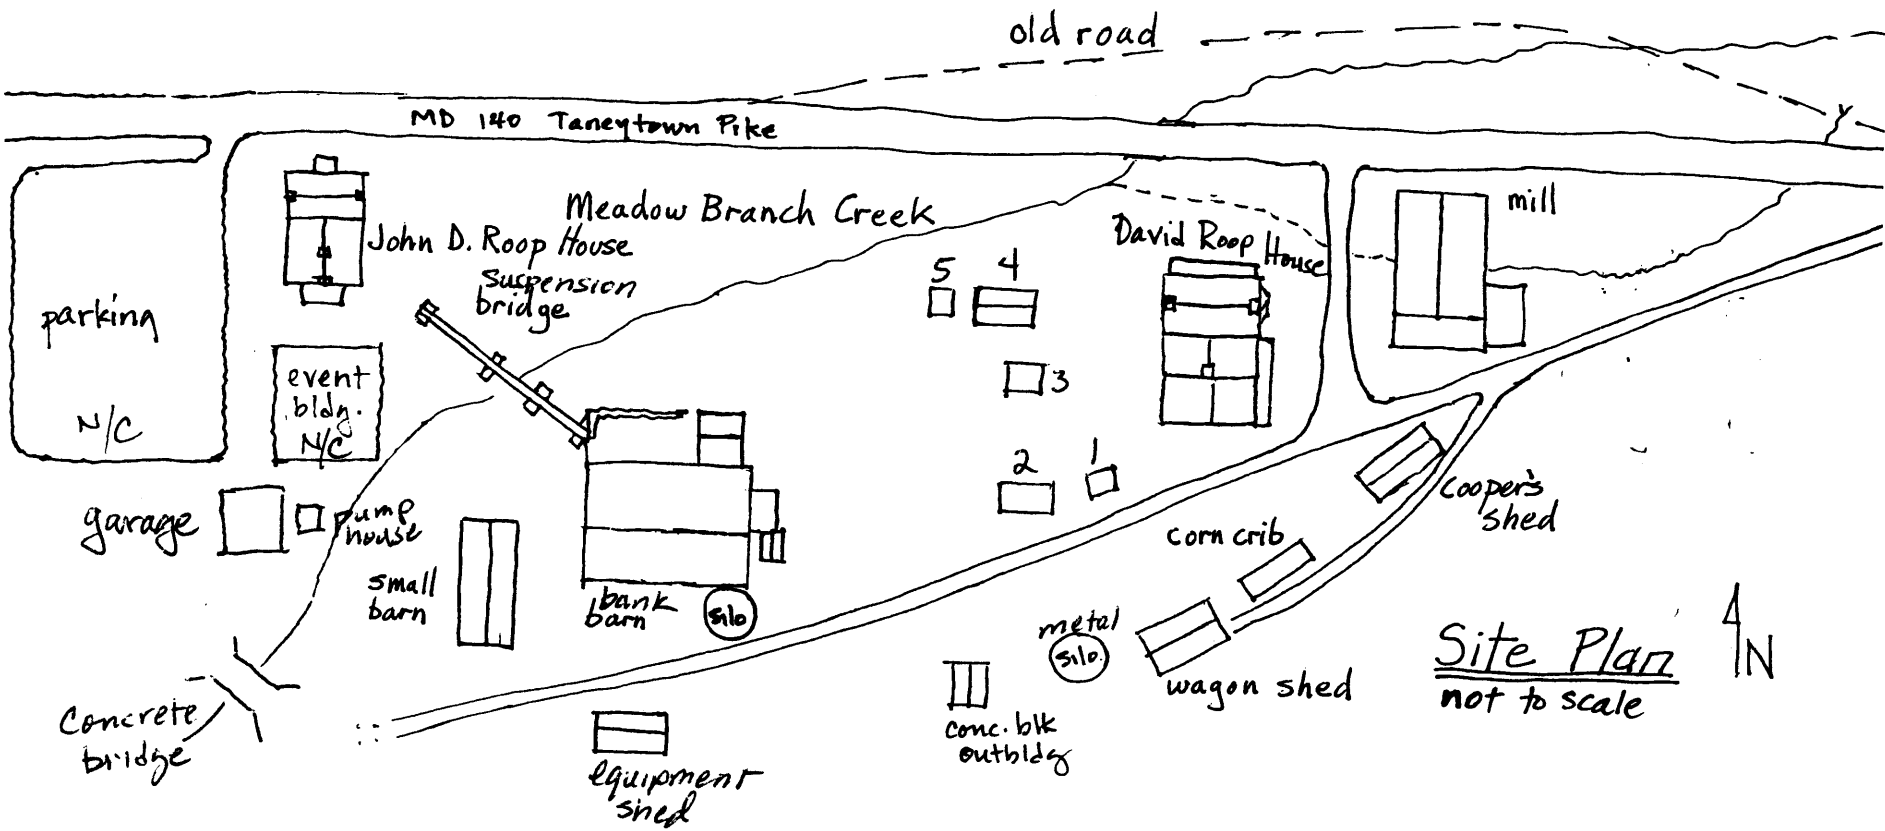 old road
MD 140 Taneytown Pike
Meadow Branch Creek
mill
John D. Roop House
David Roop House
suspension
bridge
5
4
parking
N/C
event
bldg.
N/C
3
2
1
garage
pump
house
cooper's
shed
corn crib
small
barn
bank
barn
silo
metal
silo.
wagon shed
Site Plan
not to scale
N
Concrete
bridge
conc. blk
outbldg
equipment
shed